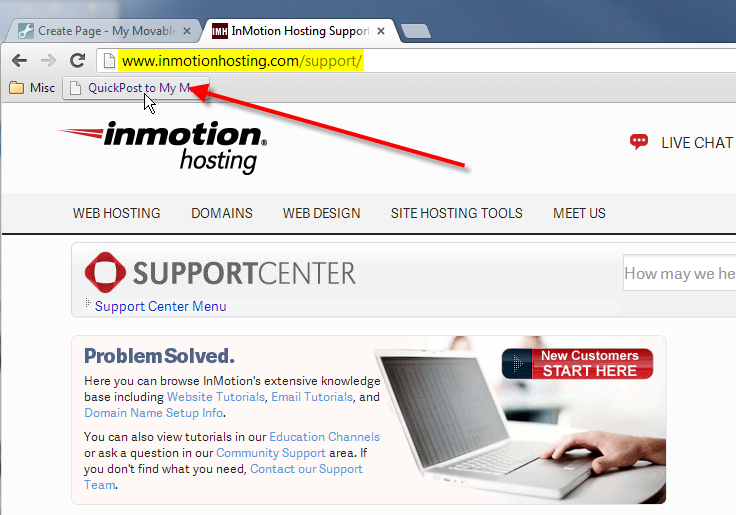 Create Page - My Movabl
IMH InMotion Hosting Support
www.inmotionhosting.com/support/
Misc QuickPost to My M
inmotion
hosting
LIVE CHAT
WEB HOSTING DOMAINS WEB DESIGN SITE HOSTING TOOLS MEET US
SUPPORTCENTER
How may we he
Support Center Menu
Problem Solved.
New Customers
START HERE
Here you can browse InMotion's extensive knowledge
base including Website Tutorials, Email Tutorials, and
Domain Name Setup Info.
You can also view tutorials in our Education Channels
or ask a question in our Community Support area. If
you don't find what you need, Contact our Support
Team.